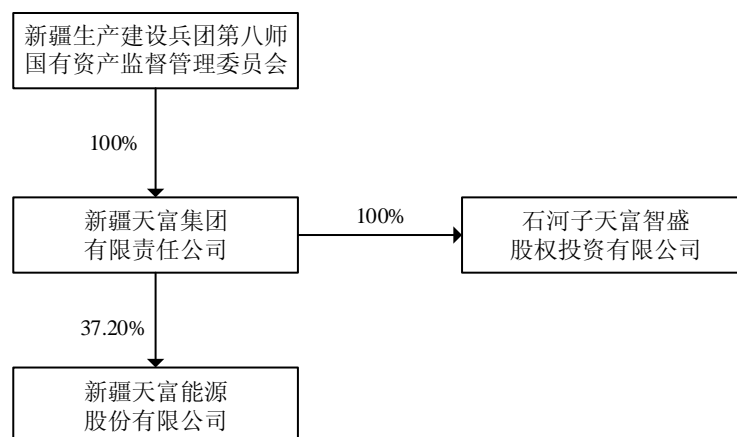 新疆生产建设兵团第八师
国有资产监督管理委员会
100%
新疆天富集团
有限责任公司
100%
石河子天富智盛
股权投资有限公司
37.20%
新疆天富能源
股份有限公司